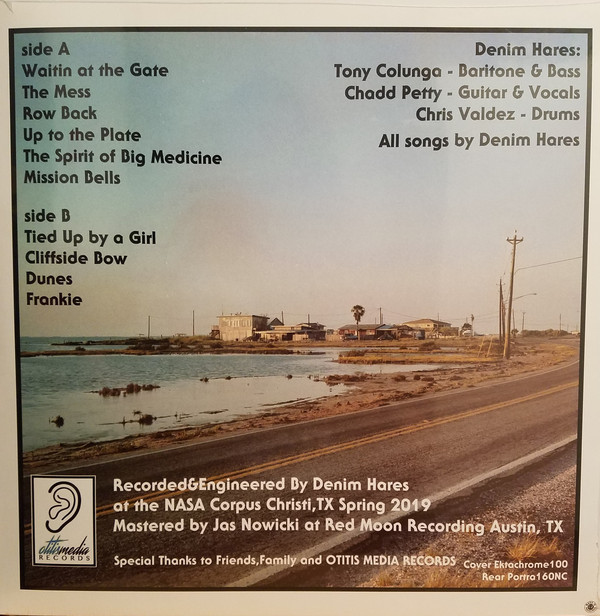 side A
Waitin at the Gate
The Mess
Row Back
Up to the Plate
The Spirit of Big Medicine
Mission Bells
side B
Tied Up by a Girl
Cliffside Bow
Dunes
Frankie
Denim Hares:
Tony Colunga - Baritone & Bass
Chadd Petty - Guitar & Vocals
Chris Valdez - Drums
All songs by Denim Hares
otitismedia
RECORDS
Recorded&Engineered By Denim Hares
at the NASA Corpus Christi,TX Spring 2019
Mastered by Jas Nowicki at Red Moon Recording Austin, TX
Special Thanks to Friends,Family and OTITIS MEDIA RECORDS
Cover Ektachrome100
Rear Portra160NC